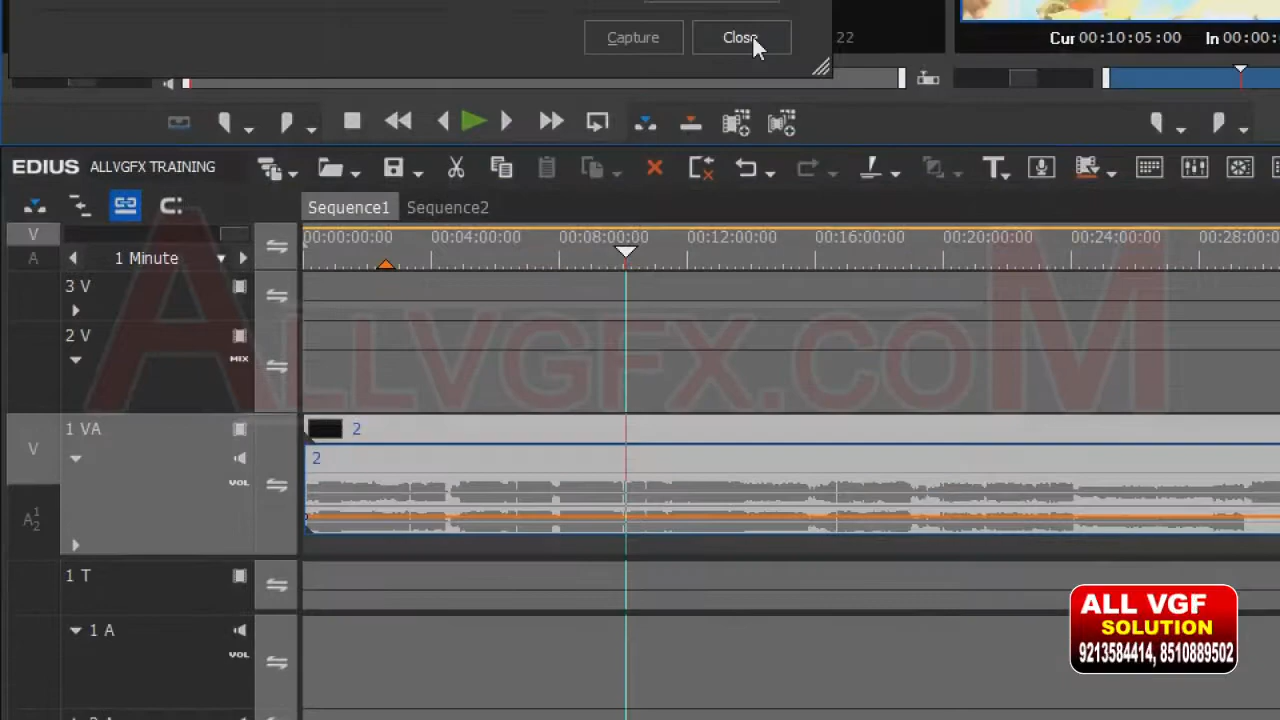 Capture
Close
22
Cur 00:10:05:00
In 00:00:
EDIUS
ALLVGFX TRAINING
Sequence1
Sequence2
V
A
1 Minute
00:00:00:00
00:04:00:00
00:08:00:00
00:12:00:00
00:16:00:00
00:20:00:00
00:24:00:00
00:28:00:
3 V
2 V
MIX
ALLVGFX.COM
V
1 VA
2
2
VOL
A 1 2
1 T
1 A
VOL
ALL VGF
SOLUTION
9213584414, 8510889502